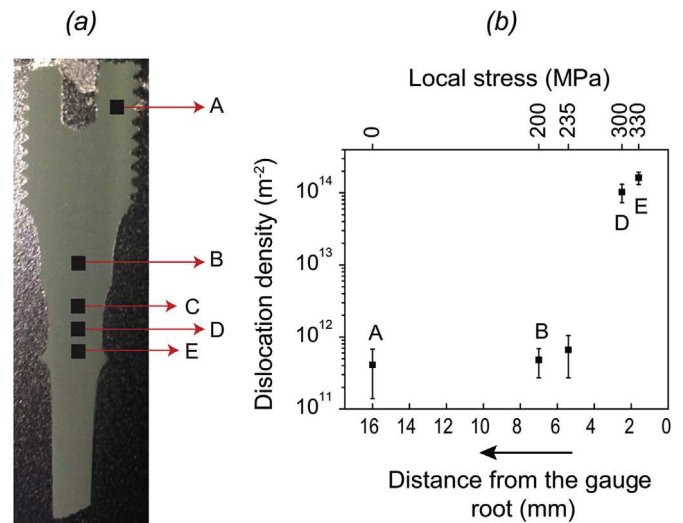 (a)
A
B
C
D
E
(b)
Local stress (MPa)
0 200 235 300 330
Dislocation density (m⁻²)
10¹⁴
10¹³
10¹²
10¹¹
A
B
D
E
16 14 12 10 8 6 4 2 0
Distance from the gauge
root (mm)